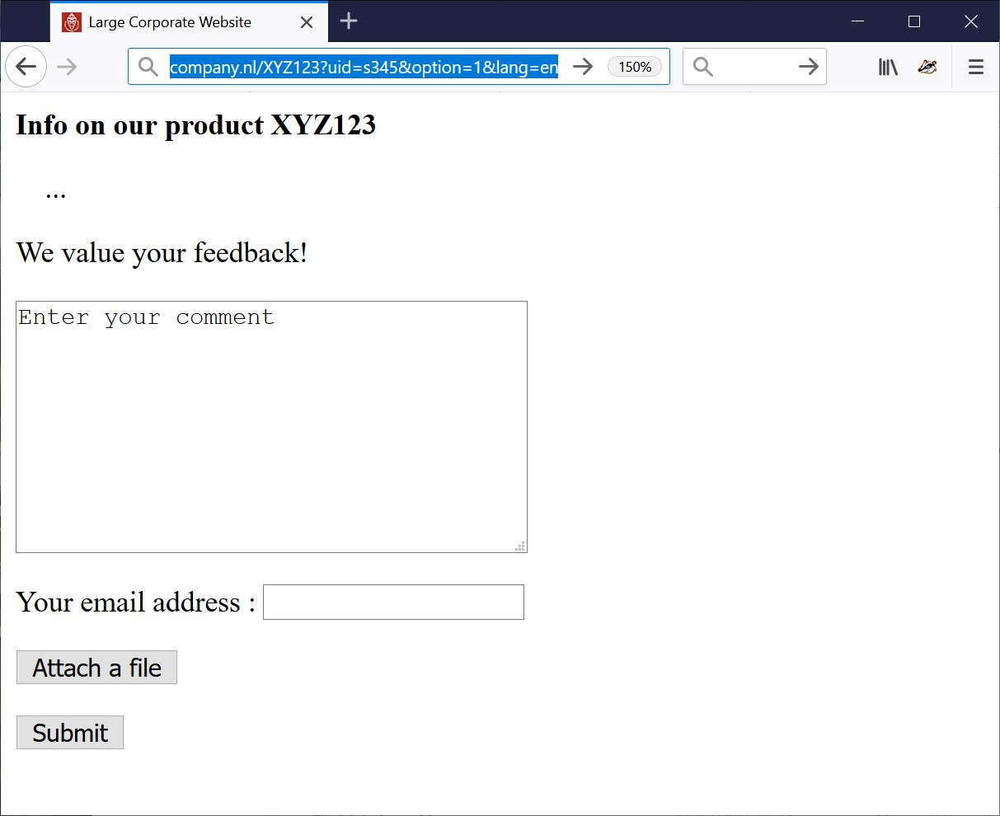 Large Corporate Website
company.nl/XYZ123?uid=s345&option=1&lang=en
150%
Info on our product XYZ123
...
We value your feedback!
Enter your comment
Your email address :
Attach a file
Submit